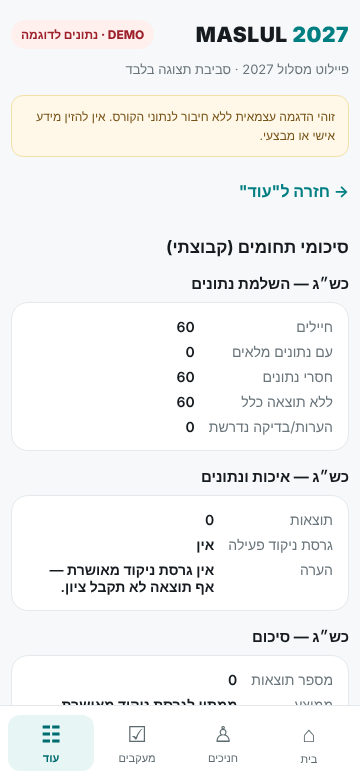 MASLUL 2027
DEMO · נתונים לדוגמה
פיילוט מסלול 2027 · סביבת תצוגה בלבד
זוהי הדגמה עצמאית ללא חיבור לנתוני הקורס. אין להזין מידע
אישי או מבצעי.
→ חזרה ל"עוד"
סיכומי תחומים (קבוצתי)
כש״ג — השלמת נתונים
חיילים 60
עם נתונים מלאים 0
חסרי נתונים 60
ללא תוצאה כלל 60
הערות/בדיקה נדרשת 0
כש״ג — איכות ונתונים
תוצאות 0
גרסת ניקוד פעילה אין
הערה אין גרסת ניקוד מאושרת —
אף תוצאה לא תקבל ציון.
כש״ג — סיכום
מספר תוצאות 0
בית
חניכים
מעקבים
עוד